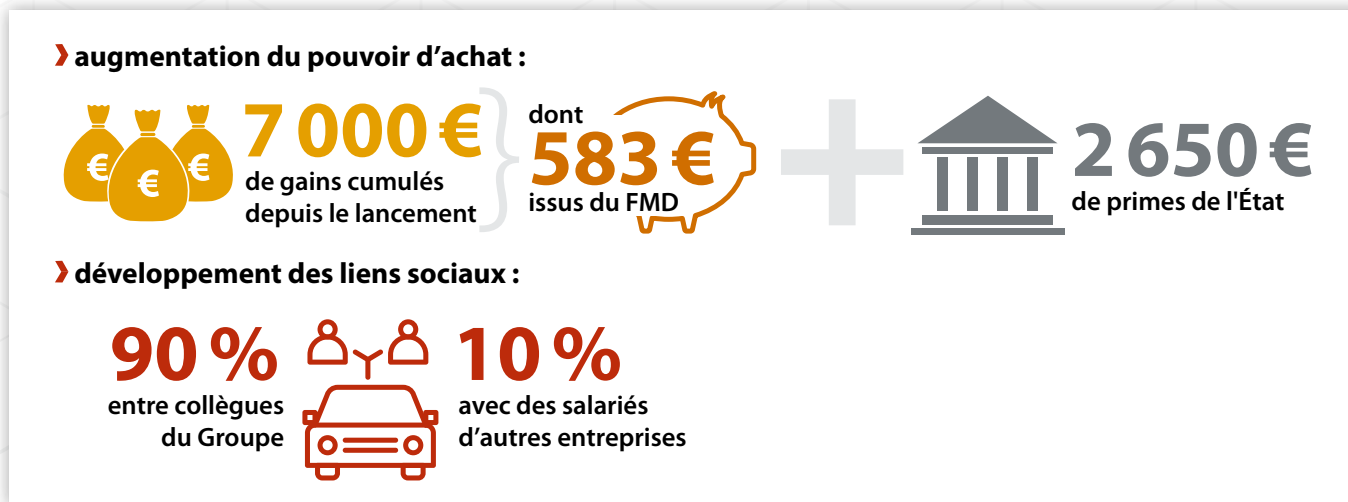 ❱ augmentation du pouvoir d’achat :
7 000 €
de gains cumulés
depuis le lancement
dont
583 €
issus du FMD
2 650 €
de primes de l'État
❱ développement des liens sociaux :
90 %
entre collègues
du Groupe
10 %
avec des salariés
d’autres entreprises